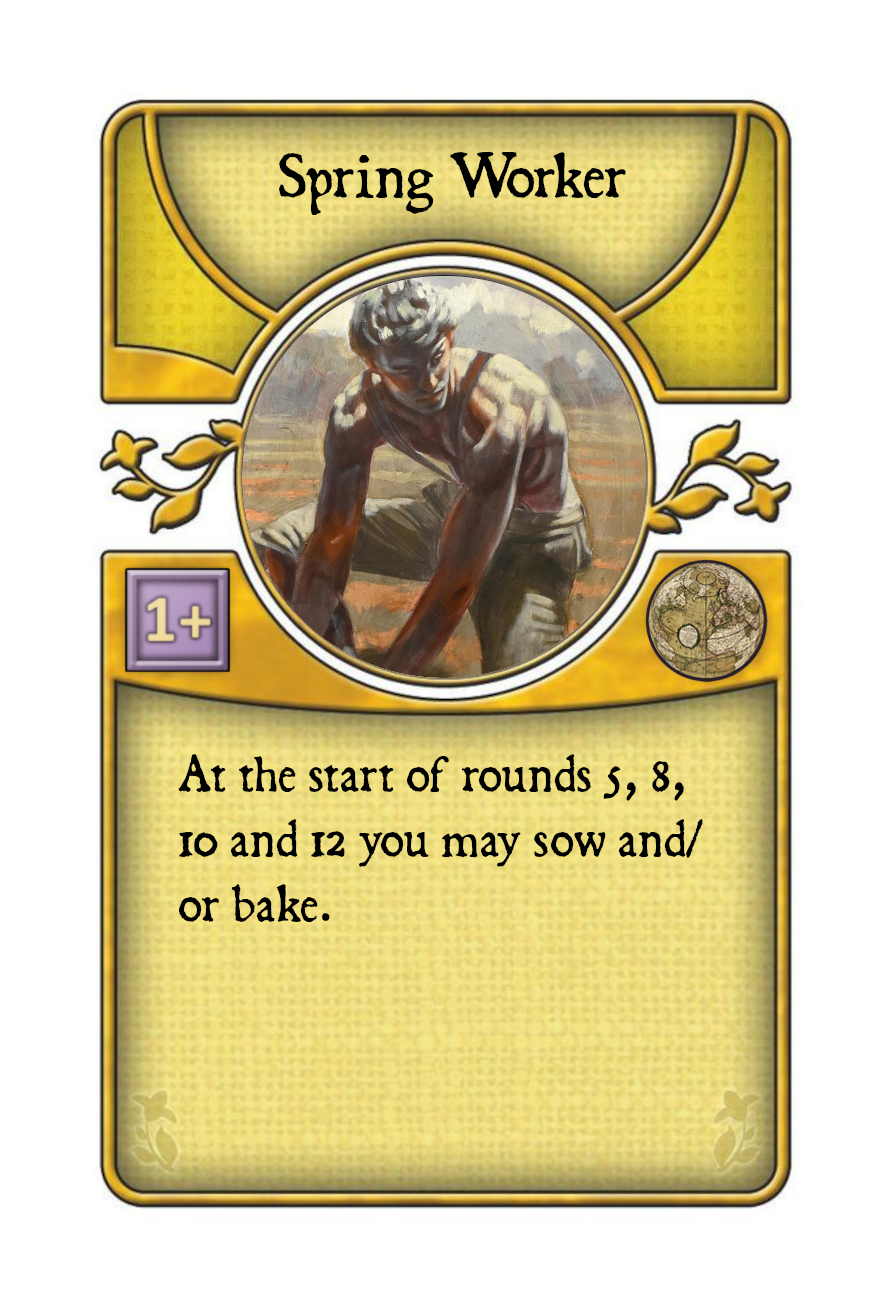 Spring Worker
1+
At the start of rounds 5, 8,
10 and 12 you may sow and/
or bake.